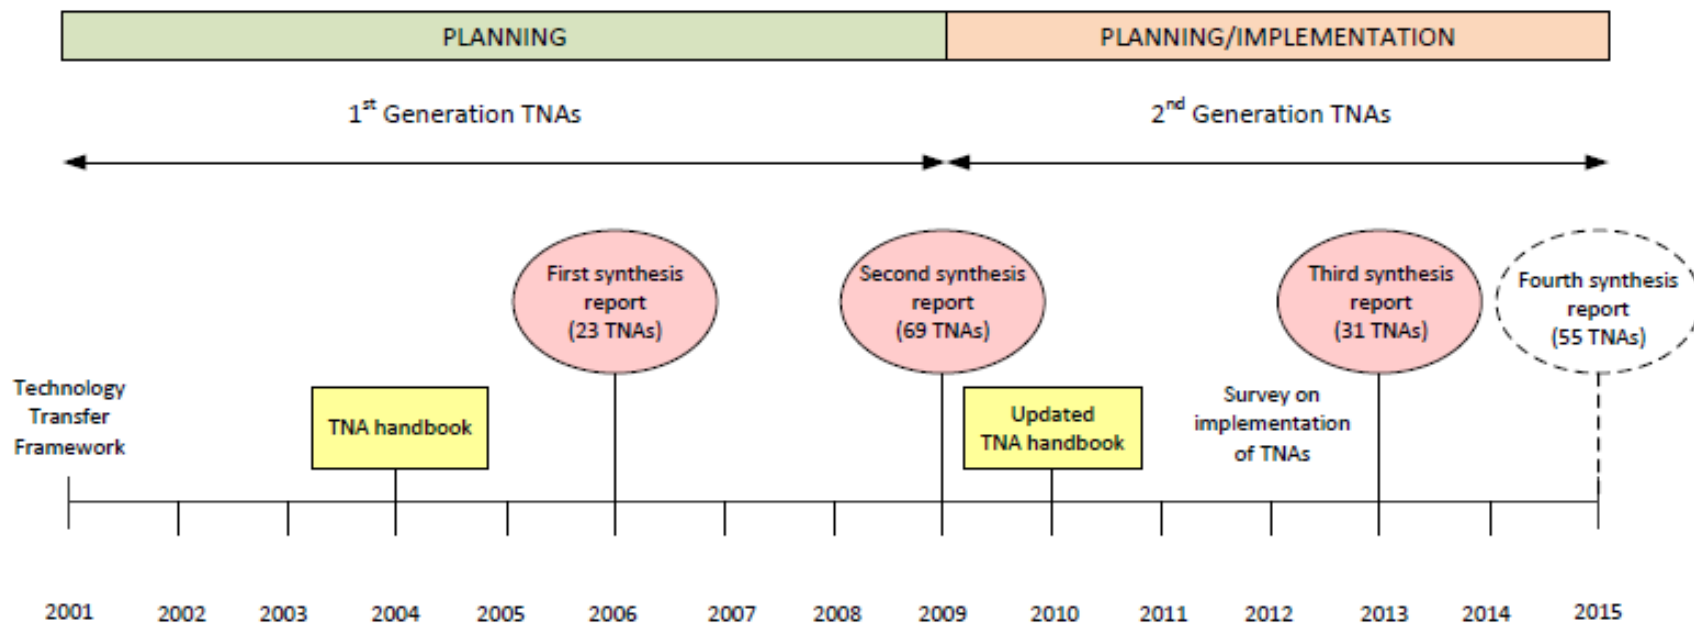 PLANNING
PLANNING/IMPLEMENTATION
1st Generation TNAs
2nd Generation TNAs
First synthesis
report
(23 TNAs)
Second synthesis
report
(69 TNAs)
Third synthesis
report
(31 TNAs)
Fourth synthesis
report
(55 TNAs)
Technology
Transfer
Framework
TNA handbook
Updated
TNA handbook
Survey on
implementation
of TNAs
2001 2002 2003 2004 2005 2006 2007 2008 2009 2010 2011 2012 2013 2014 2015